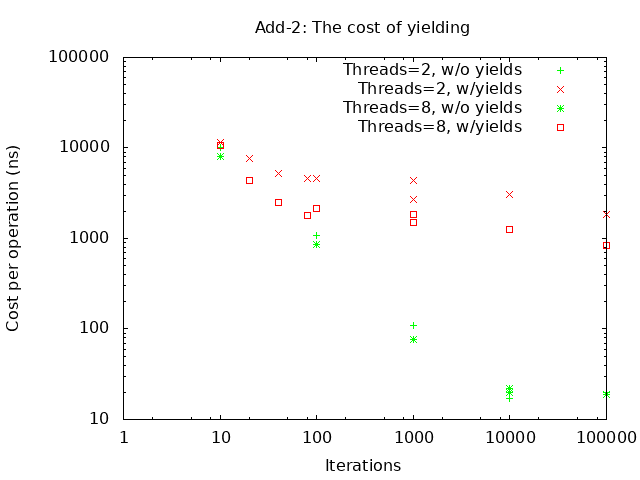 Add-2: The cost of yielding
Cost per operation (ns)
100000
10000
1000
100
10
Threads=2, w/o yields
Threads=2, w/yields
Threads=8, w/o yields
Threads=8, w/yields
1 10 100 1000 10000 100000
Iterations